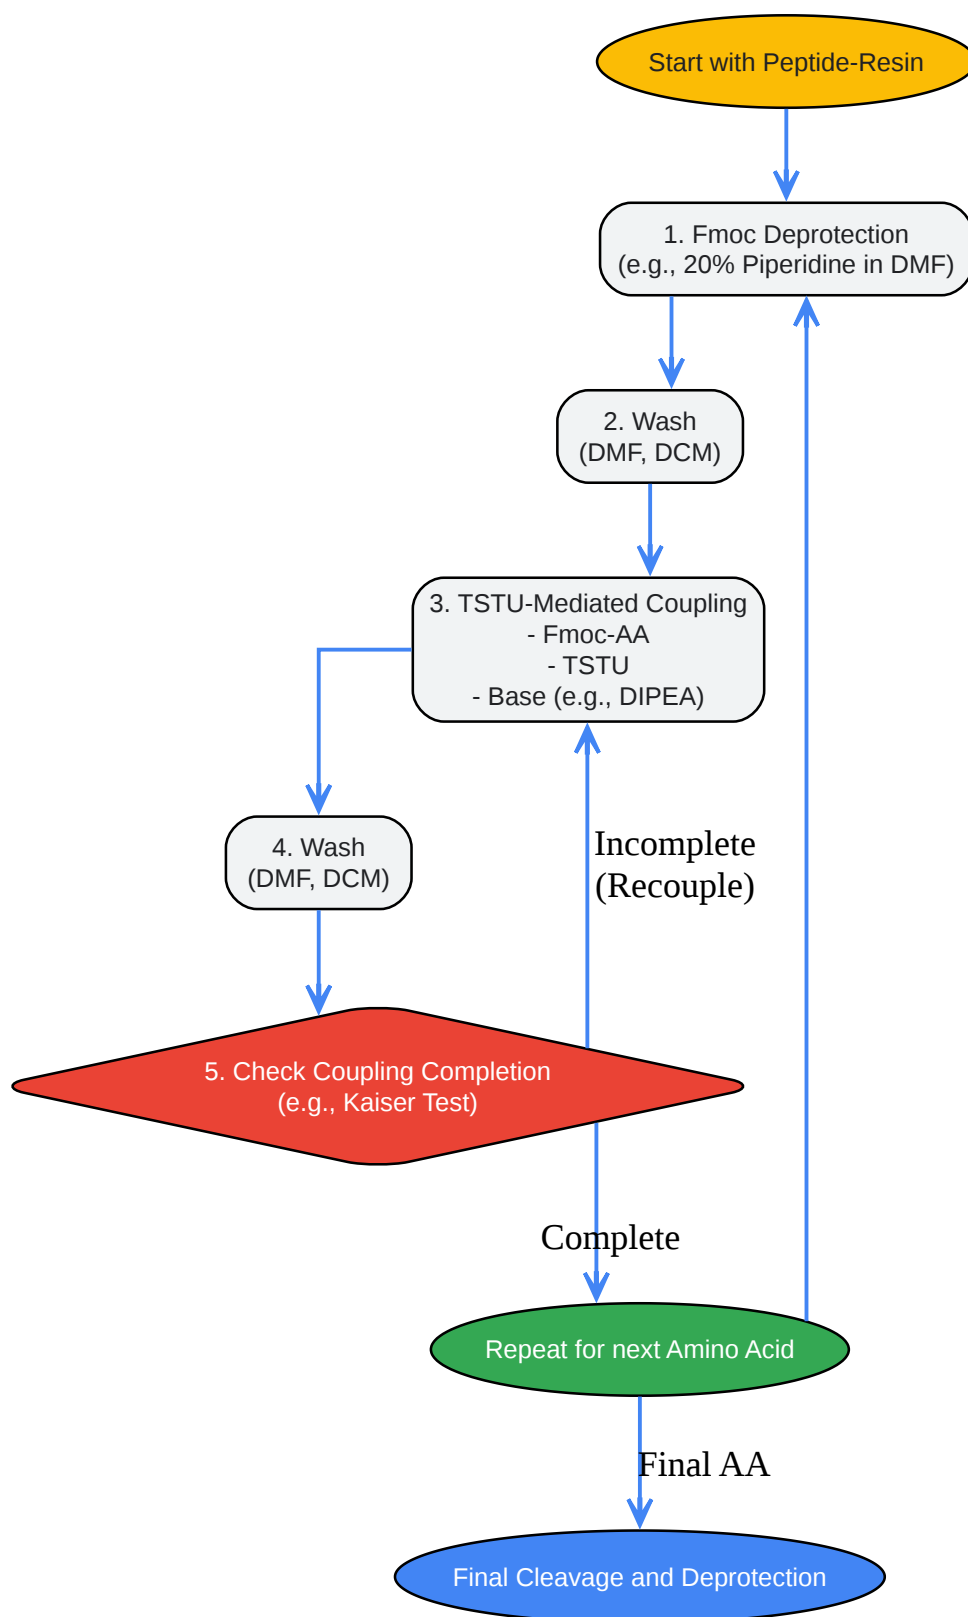 Start with Peptide-Resin
1. Fmoc Deprotection
(e.g., 20% Piperidine in DMF)
2. Wash
(DMF, DCM)
3. TSTU-Mediated Coupling
- Fmoc-AA
- TSTU
- Base (e.g., DIPEA)
4. Wash
(DMF, DCM)
Incomplete
(Recouple)
5. Check Coupling Completion
(e.g., Kaiser Test)
Complete
Repeat for next Amino Acid
Final AA
Final Cleavage and Deprotection